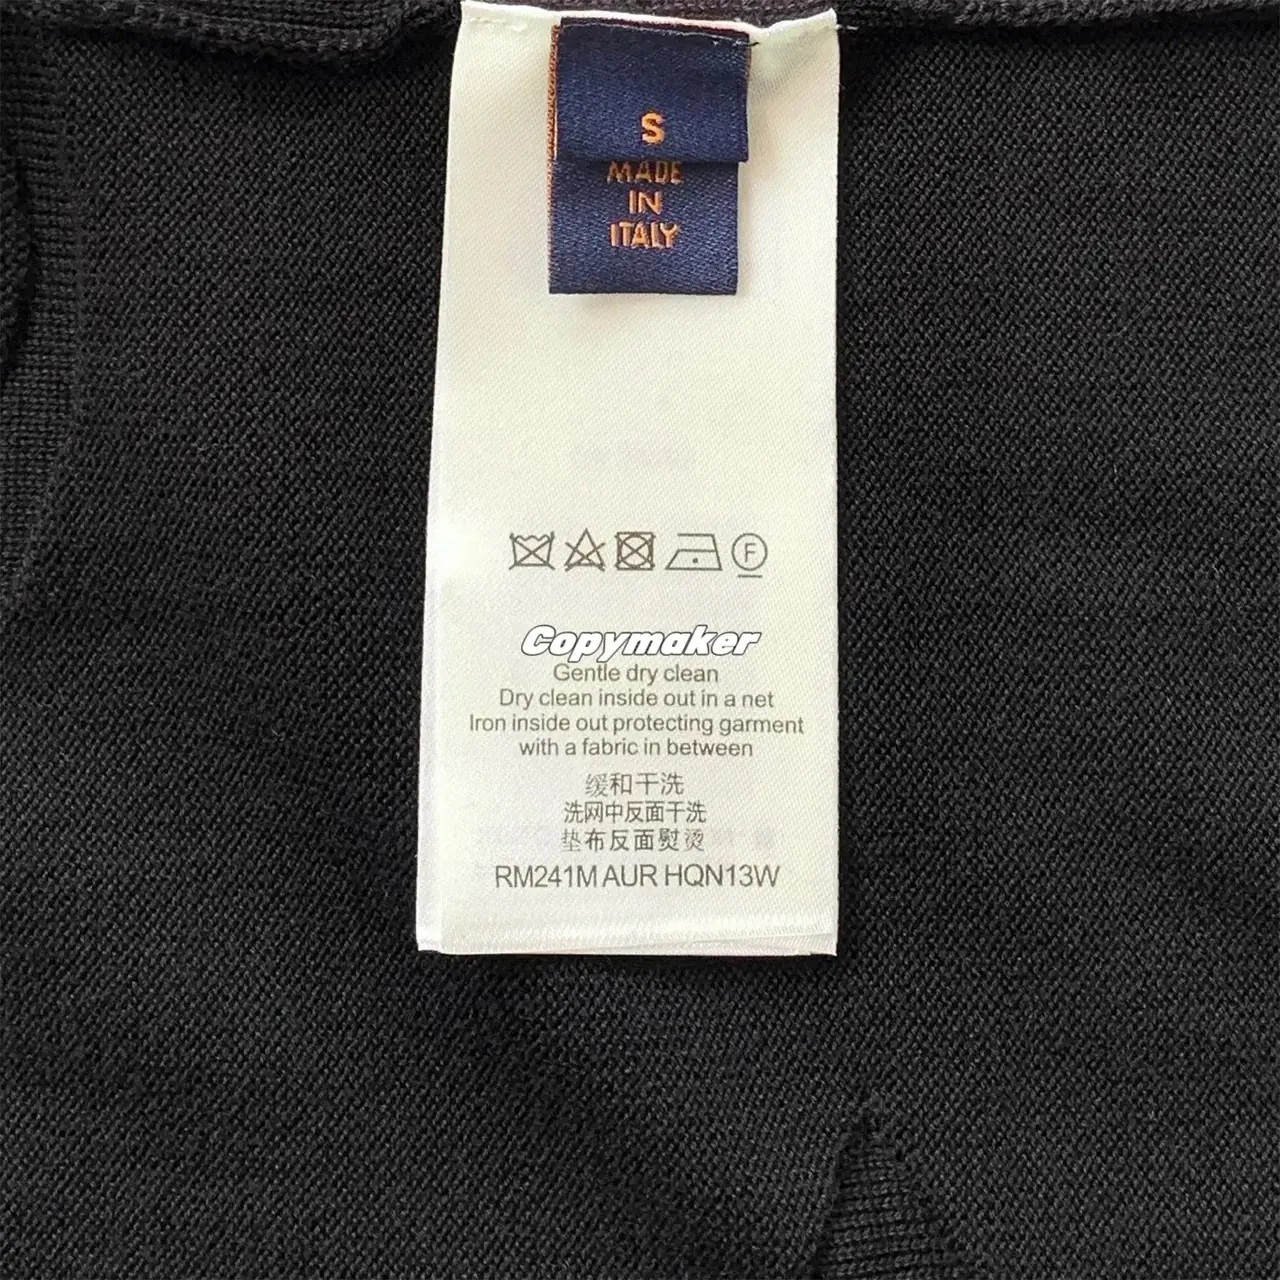 S
MADE
IN
ITALY
F
Copymaker
Gentle dry clean
Dry clean inside out in a net
Iron inside out protecting garment
with a fabric in between
缓和干洗
洗网中反面干洗
垫布反面熨烫
RM241M AUR HQN13W